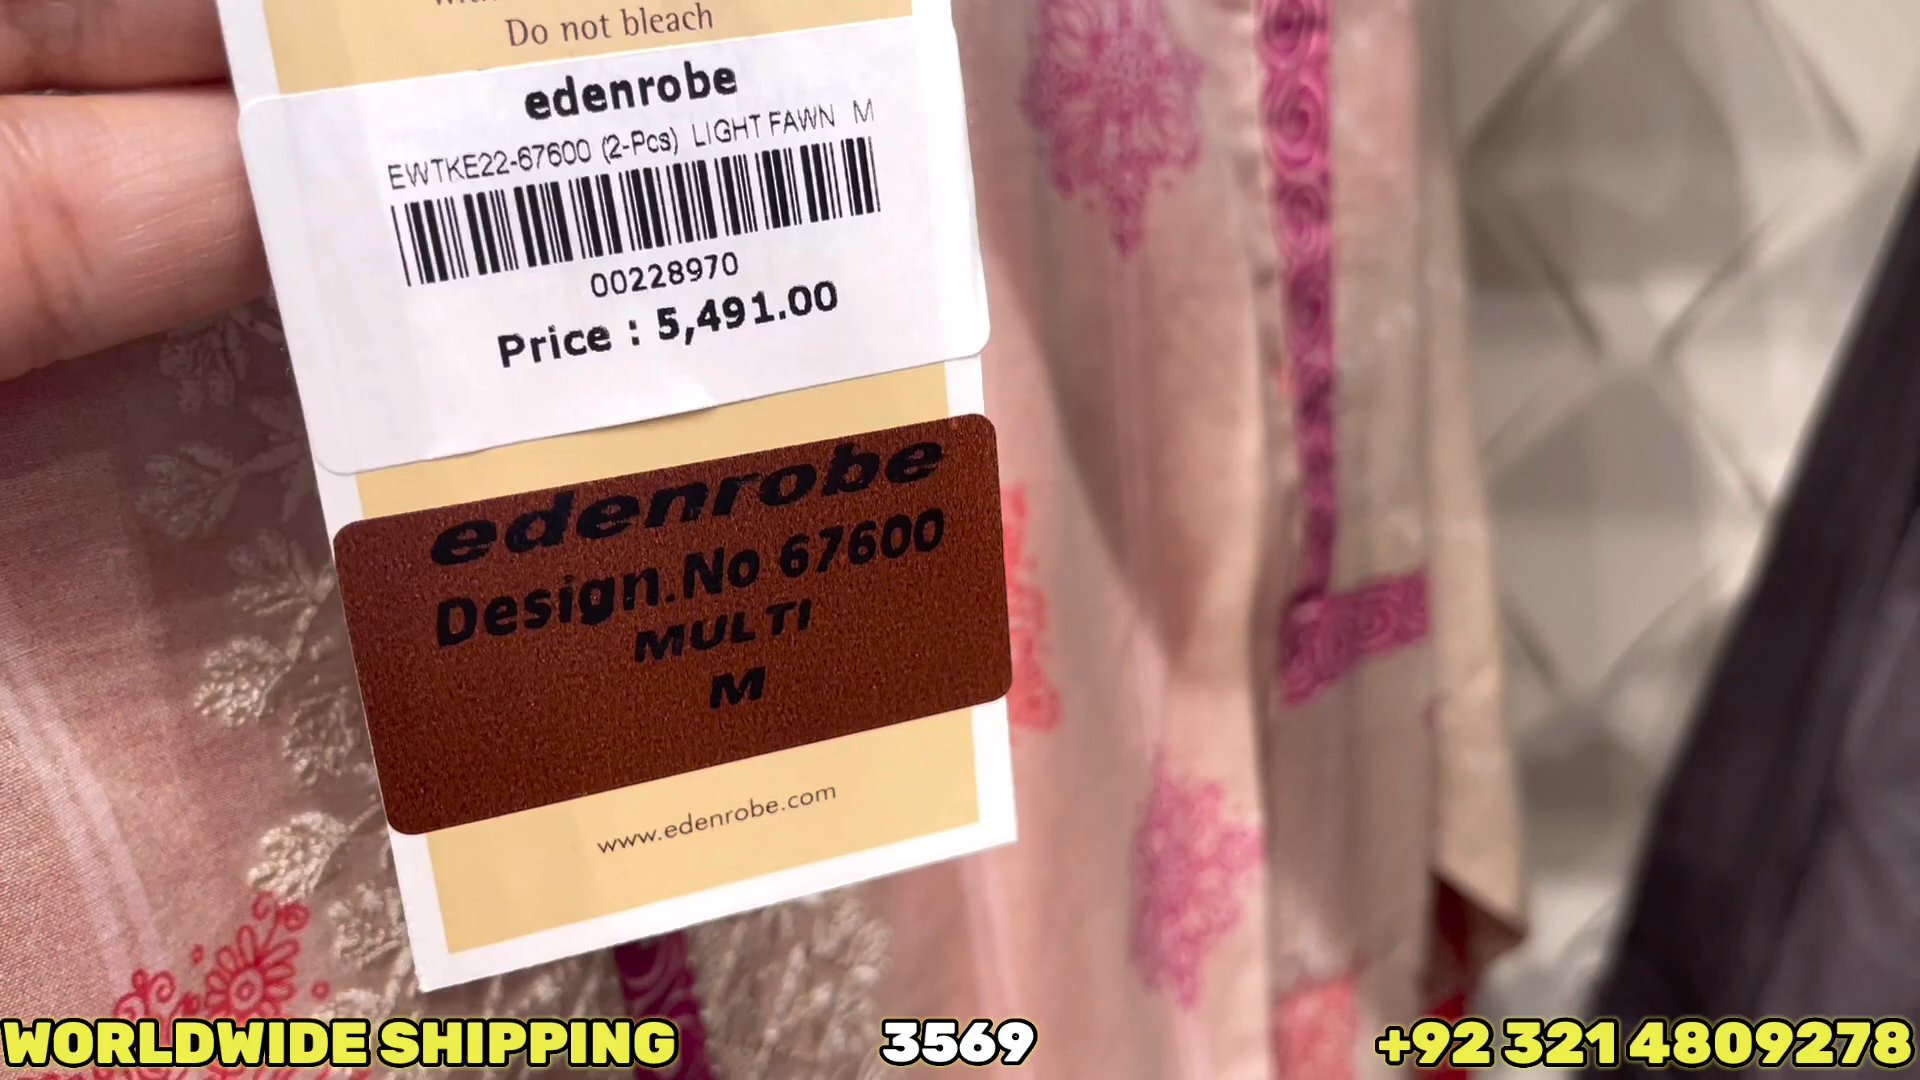 Do not bleach
edenrobe
EWTKE22-67600 (2-Pcs) LIGHT FAWN M
00228970
Price : 5,491.00
edenrobe
Design.No 67600
MULTI
M
www.edenrobe.com
WORLDWIDE SHIPPING
3569
+92 321 4809278